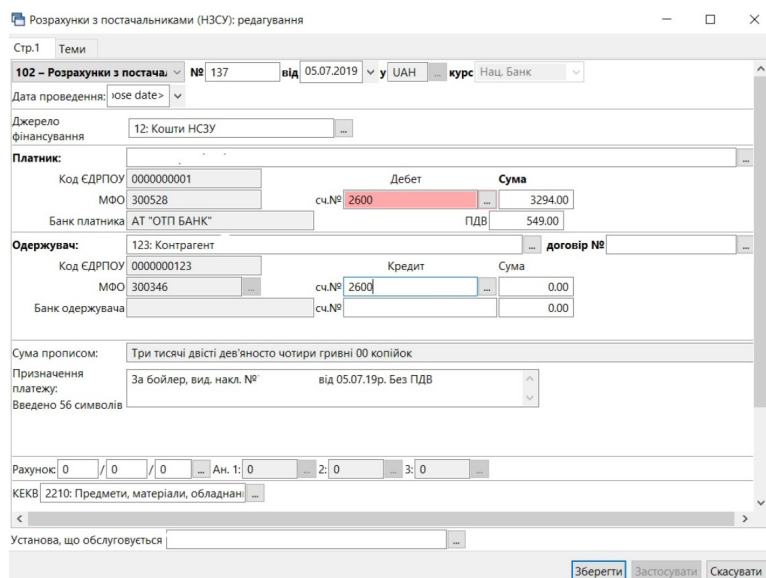 Розрахунки з постачальниками (НЗСУ): редагування
Стр.1 Теми
102 – Розрахунки з постача. № 137 від 05.07.2019 у UAH ... курс Нац. Банк
Дата проведення: ose date>
Джерело фінансування 12: Кошти НСЗУ ...
Платник: ...
Код ЄДРПОУ 0000000001 Дебет Сума
МФО 300528 сч.№ 2600 ... 3294.00
Банк платника АТ "ОТП БАНК" ПДВ 549.00
Одержувач: 123: Контрагент ... договір № ...
Код ЄДРПОУ 0000000123 Кредит Сума
МФО 300346 ... сч.№ 2600 ... 0.00
Банк одержувача сч.№ 0.00
Сума прописом: Три тисячі двісті дев'яносто чотири гривні 00 копійок
Призначення платежу: За бойлер, вид. накл. № від 05.07.19р. Без ПДВ
Введено 56 символів
Рахунок: 0 / 0 / 0 ... Ан. 1: 0 ... 2: 0 ... 3: 0 ...
КЕКВ 2210: Предмети, матеріали, обладнан ...
Установа, що обслуговується ...
Зберегти Застосувати Скасувати